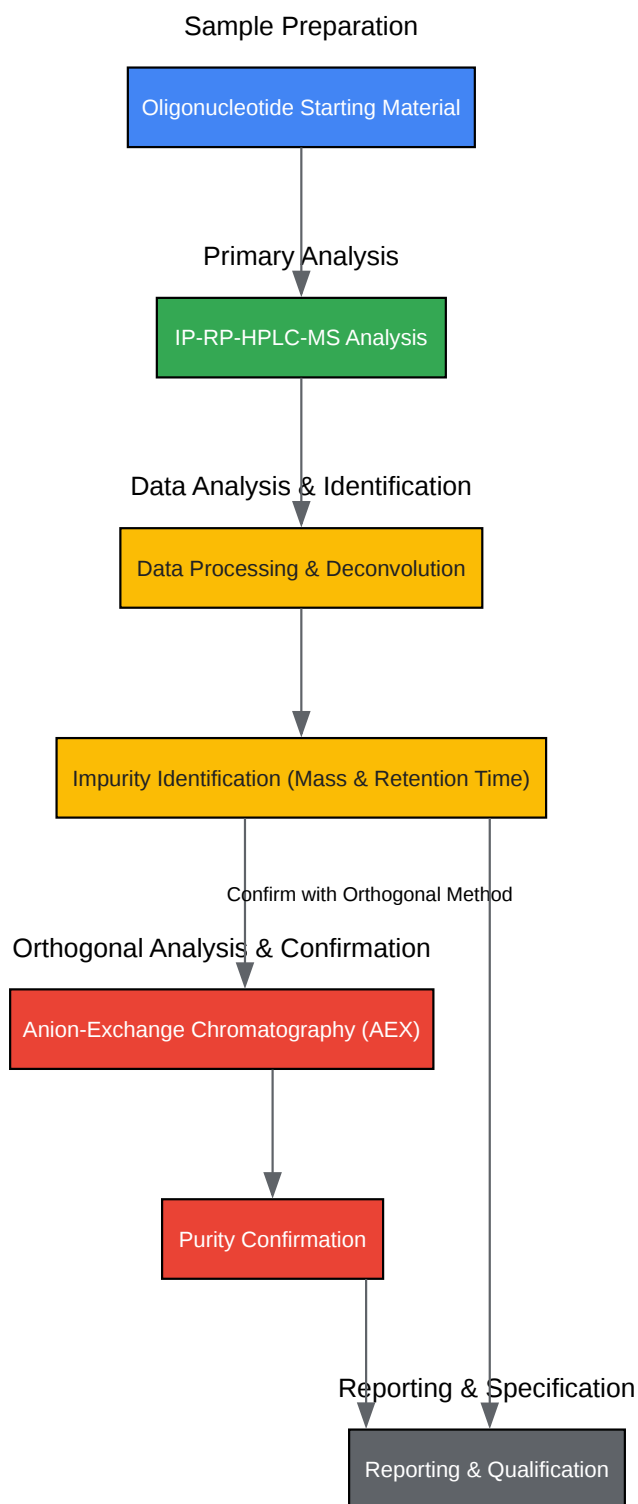 Sample Preparation
Oligonucleotide Starting Material
Primary Analysis
IP-RP-HPLC-MS Analysis
Data Analysis & Identification
Data Processing & Deconvolution
Impurity Identification (Mass & Retention Time)
Confirm with Orthogonal Method
Orthogonal Analysis & Confirmation
Anion-Exchange Chromatography (AEX)
Purity Confirmation
Reporting & Specification
Reporting & Qualification